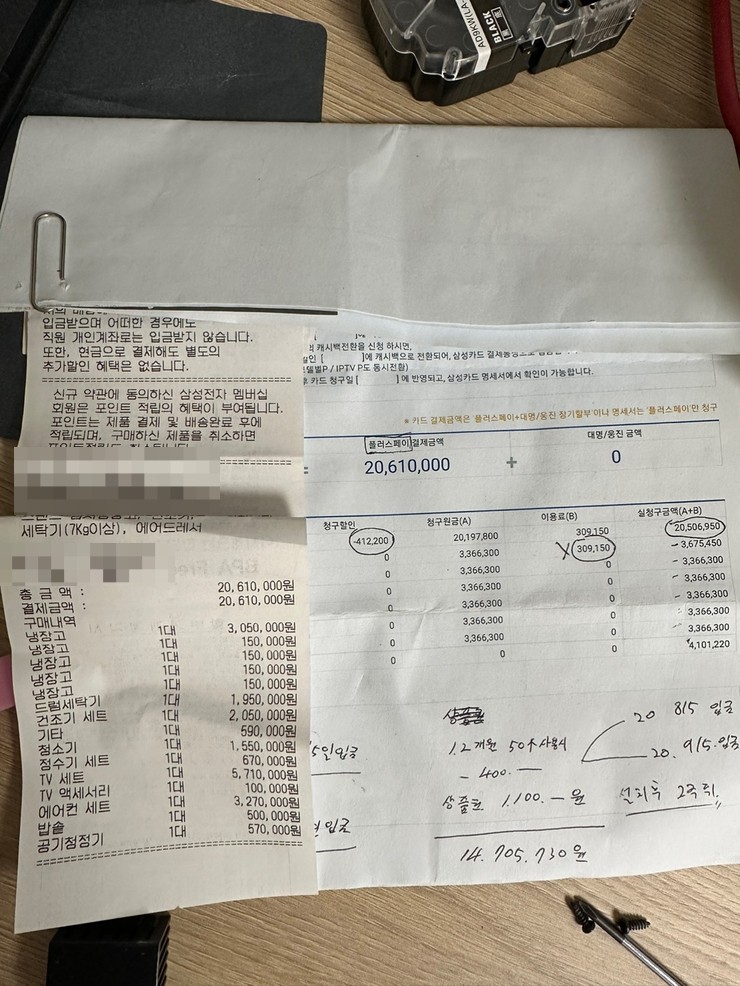 AD9KW/LA
BLACK
입금받으며 어떠한 경우에도
직원 개인계좌로는 입금받지 않습니다.
또한, 현금으로 결제해도 별도의
추가할인 혜택은 없습니다.
신규 약관에 동의하신 삼성전자 멤버십
회원은 포인트 적립의 혜택이 부여됩니다.
포인트는 제품 결제 및 배송완료 후에
적립되며, 구매하신 제품을 취소하면
세탁기(7Kg이상), 에어드레서
총 금 액 : 20,610,000원
결제금액 : 20,610,000원
구매내역
냉장고 1대 3,050,000원
냉장고 1대 150,000원
냉장고 1대 150,000원
냉장고 1대 150,000원
냉장고 1대 150,000원
드럼세탁기 1대 1,950,000원
건조기 세트 1대 2,050,000원
기타 1대 590,000원
청소기 1대 1,550,000원
정수기 세트 1대 670,000원
TV 세트 1대 5,710,000원
TV 액세서리 1대 100,000원
에어컨 세트 1대 3,270,000원
밥솥 1대 500,000원
공기청정기 1대 570,000원
캐시백전환을 신청 하시면,
]에 캐시백으로 전환되어, 삼성카드
/ IPTV P도 동시전환)
카드 청구일 [ ]에 반영되고, 삼성카드 명세서에서 확인이 가능합니다.
* 카드 결제금액은 '플러스페이+대명/웅진 장기할부'이나 명세서는 '플러스페이'만 청구
플러스페이 결제금액 대명/웅진 금액
= 20,610,000 + 0
청구할인 청구원금(A) 이용료(B) 실청구금액(A+B)
-412,200 20,197,800 309,150 20,506,950
0 3,366,300 309,150 - 3,675,450
0 3,366,300 0 - 3,366,300
0 3,366,300 0 - 3,366,300
0 3,366,300 0 - 3,366,300
0 3,366,300 0 3,366,300
0 3,366,300 0 - 3,366,300
0 0 0
4,101,220
12개월 50 사용시
- 400. —
상품권 1,100. — 원
14.705.730원
20 8/5 입금
20. 9/5. 입금
설치후 2주뒤
5일입금
입금